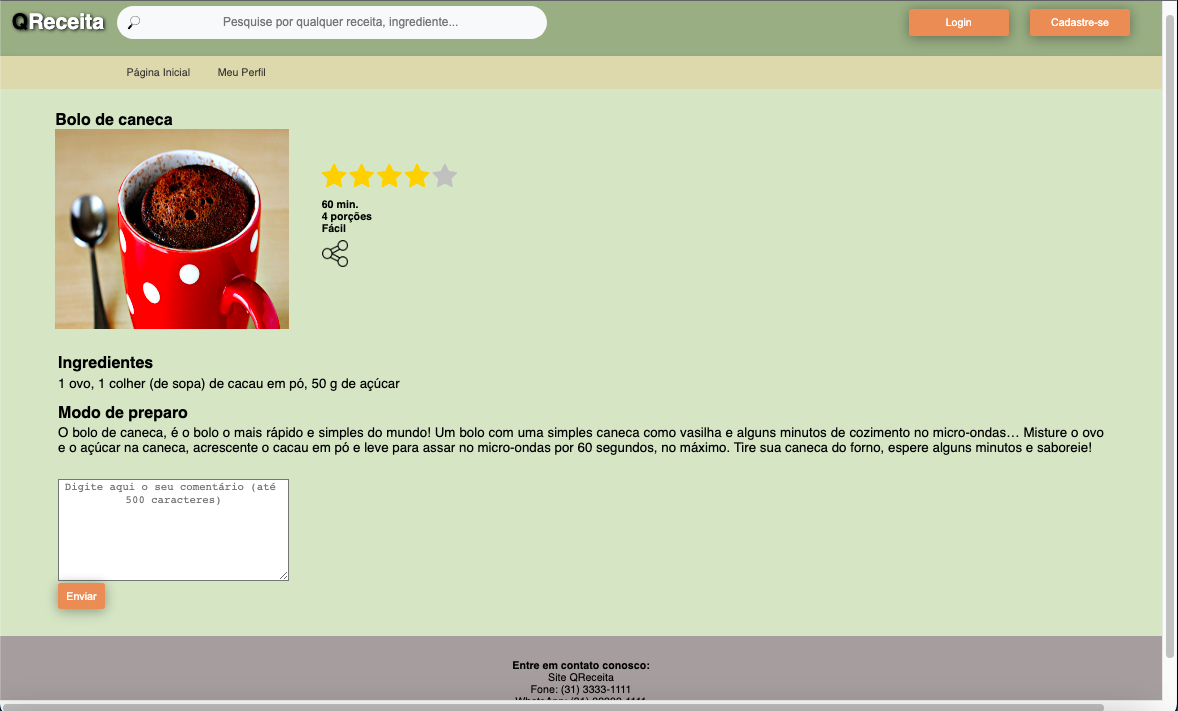 QReceita
Pesquise por qualquer receita, ingrediente...
Login
Cadastre-se
Página Inicial
Meu Perfil
Bolo de caneca
60 min.
4 porções
Fácil
Ingredientes
1 ovo, 1 colher (de sopa) de cacau em pó, 50 g de açúcar
Modo de preparo
O bolo de caneca, é o bolo o mais rápido e simples do mundo! Um bolo com uma simples caneca como vasilha e alguns minutos de cozimento no micro-ondas… Misture o ovo
e o açúcar na caneca, acrescente o cacau em pó e leve para assar no micro-ondas por 60 segundos, no máximo. Tire sua caneca do forno, espere alguns minutos e saboreie!
Digite aqui o seu comentário (até
500 caracteres)
Enviar
Entre em contato conosco:
Site QReceita
Fone: (31) 3333-1111